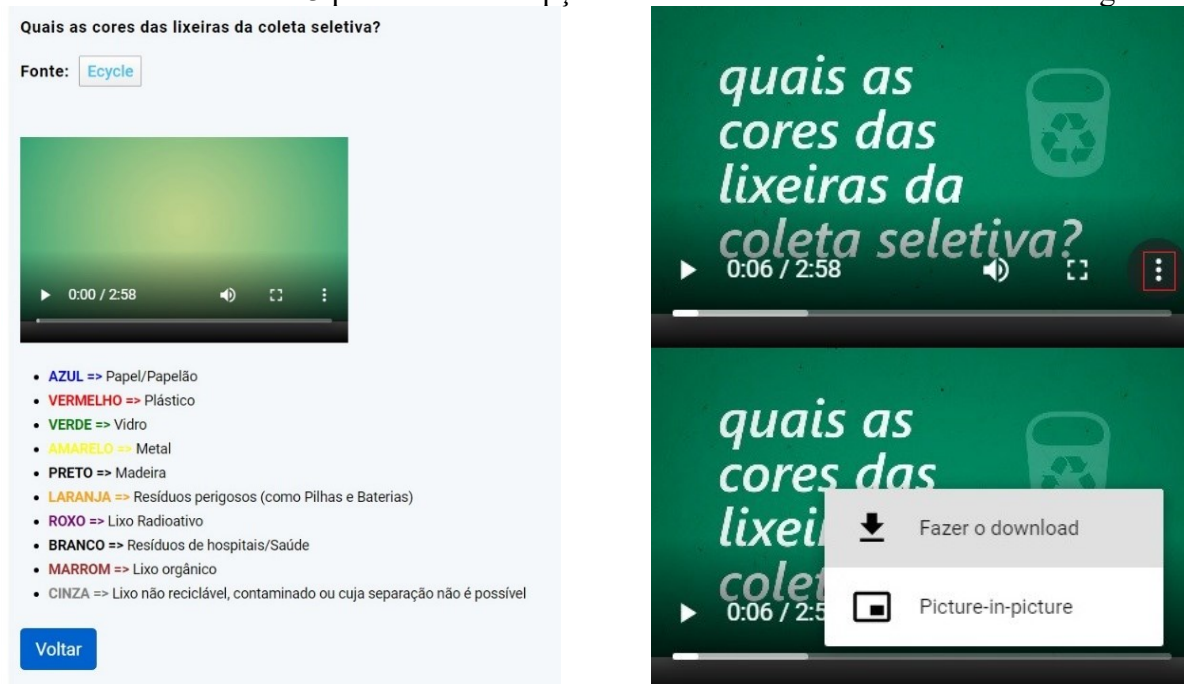 Quais as cores das lixeiras da coleta seletiva?
Fonte: Ecycle
0:00 / 2:58
AZUL => Papel/Papelão
VERMELHO => Plástico
VERDE => Vidro
AMARELO => Metal
PRETO => Madeira
LARANJA => Resíduos perigosos (como Pilhas e Baterias)
ROXO => Lixo Radioativo
BRANCO => Resíduos de hospitais/Saúde
MARROM => Lixo orgânico
CINZA => Lixo não reciclável, contaminado ou cuja separação não é possível
Voltar
quais as
cores das
lixeiras da
coleta seletiva?
0:06 / 2:58
quais as
cores das
lixei
colet
0:06 / 2:5
Fazer o download
Picture-in-picture